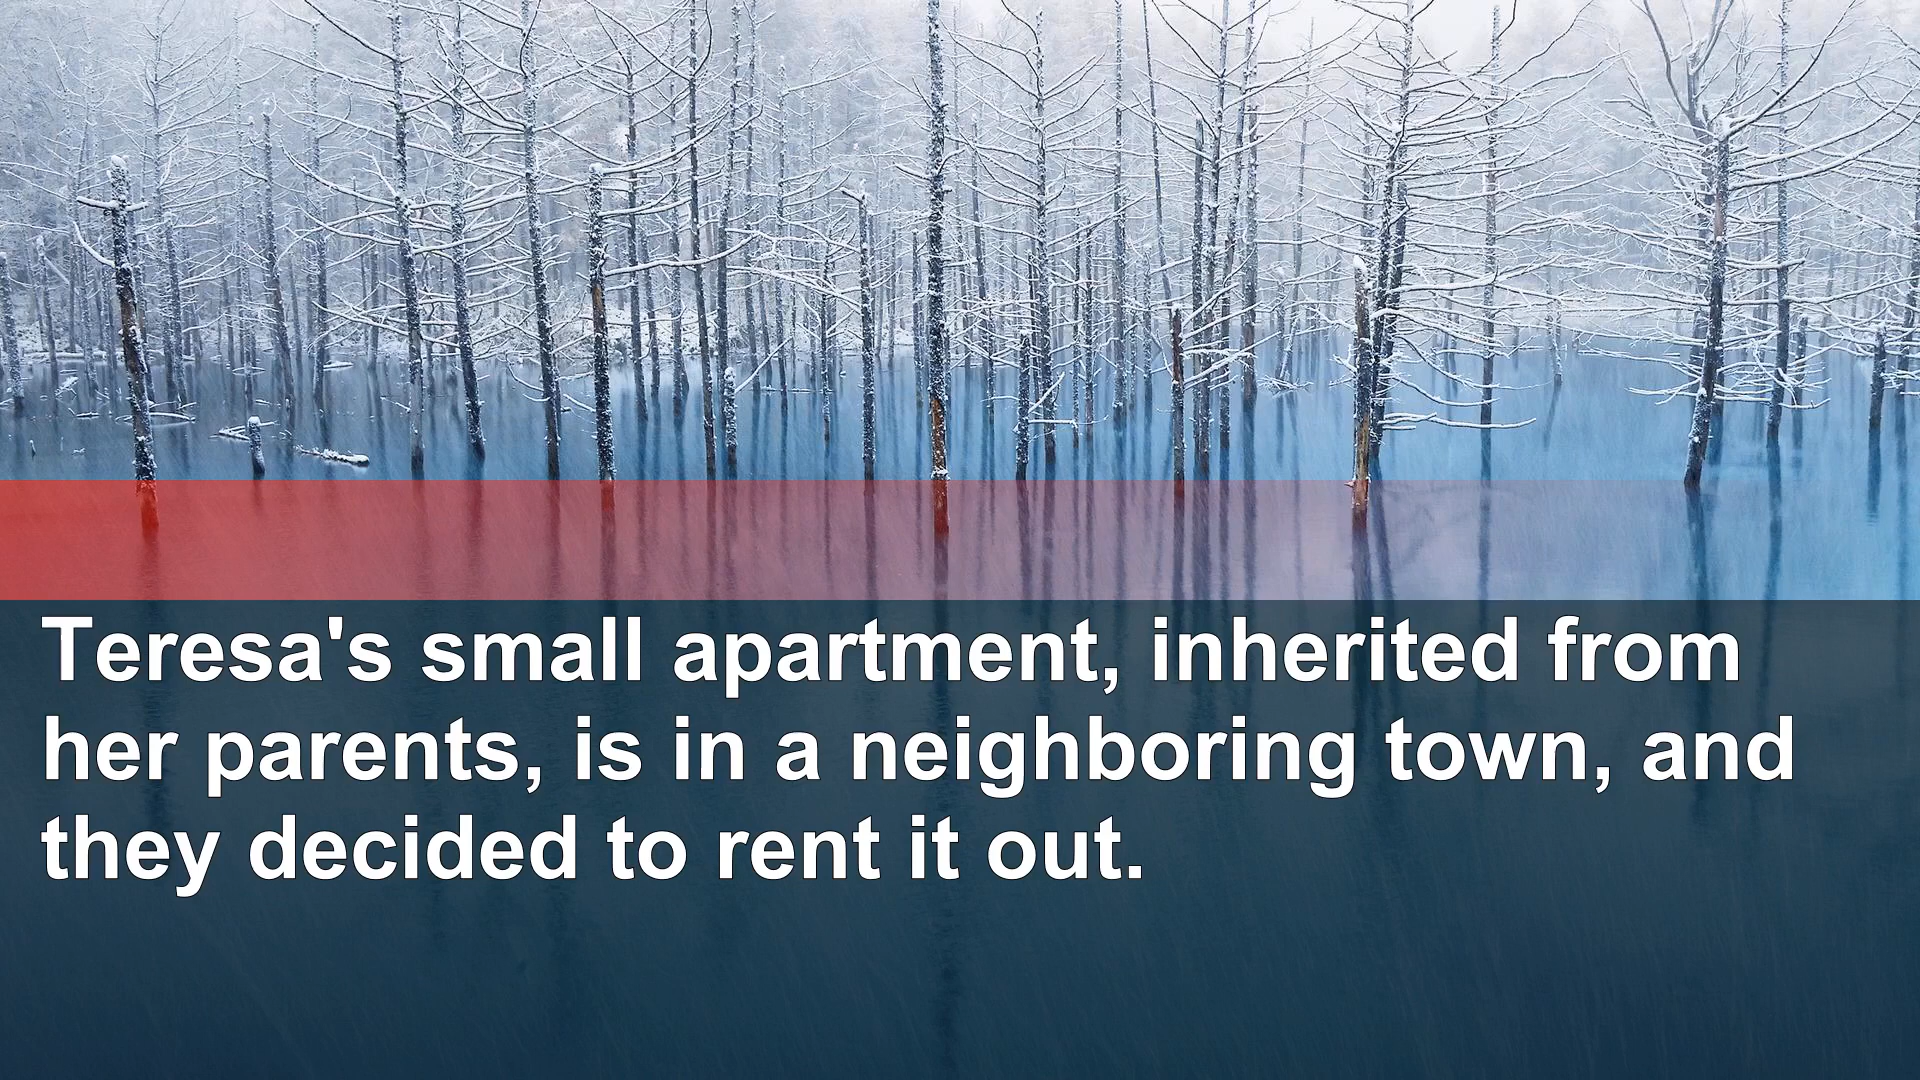 Teresa's small apartment, inherited from
her parents, is in a neighboring town, and
they decided to rent it out.